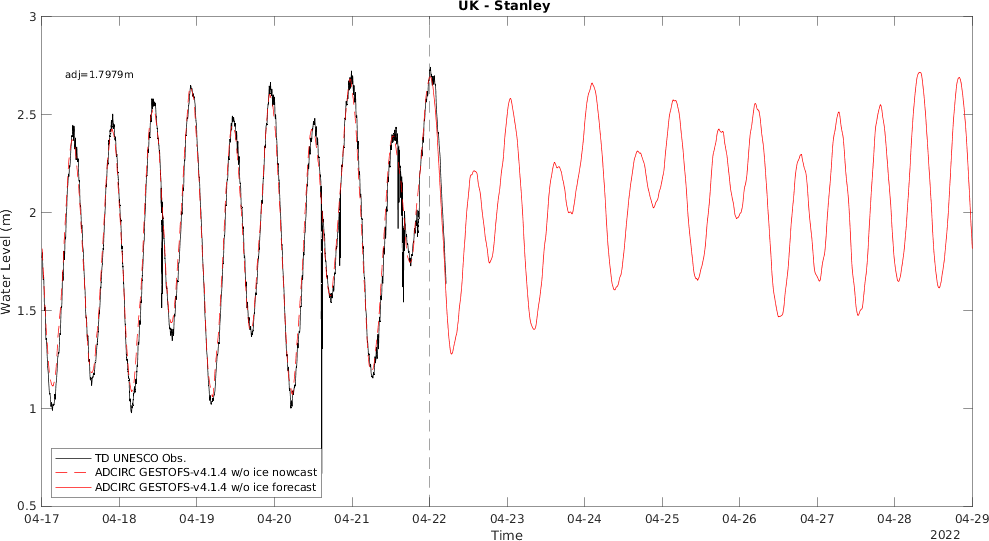 UK - Stanley
adj=1.7979m
Water Level (m)
3
2.5
2
1.5
1
0.5
TD UNESCO Obs.
ADCIRC GESTOFS-v4.1.4 w/o ice nowcast
ADCIRC GESTOFS-v4.1.4 w/o ice forecast
04-17 04-18 04-19 04-20 04-21 04-22 04-23 04-24 04-25 04-26 04-27 04-28 04-29
Time
2022